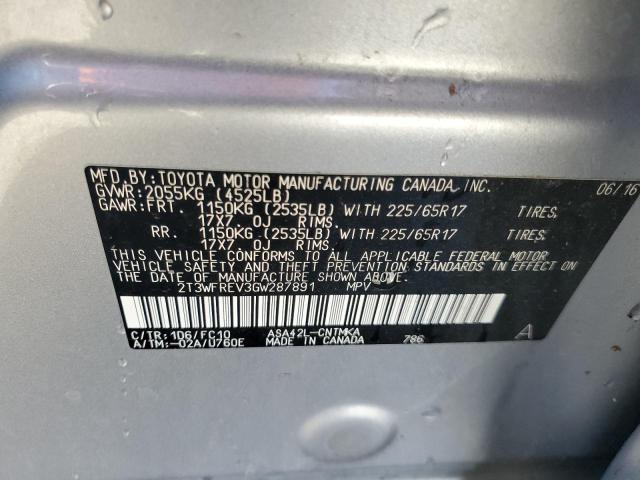 MFD.BY:TOYOTA MOTOR MANUFACTURING CANADA.INC. 06/16
GVWR:2055KG (4525LB)
GAWR:FRT. 1150KG (2535LB) WITH 225/65R17 TIRES,
17X7 0J RIMS,
RR. 1150KG (2535LB) WITH 225/65R17 TIRES,
17X7 0J RIMS.
THIS VEHICLE CONFORMS TO ALL APPLICABLE FEDERAL MOTOR
VEHICLE SAFETY AND THEFT PREVENTION STANDARDS IN EFFECT ON
THE DATE OF MANUFACTURE SHOWN ABOVE.
2T3WFREV3GW287891 MPV
C/TR:1D6/FC10 ASA42L-CNTMKA A
A/TM:-02A/U760E MADE IN CANADA 786